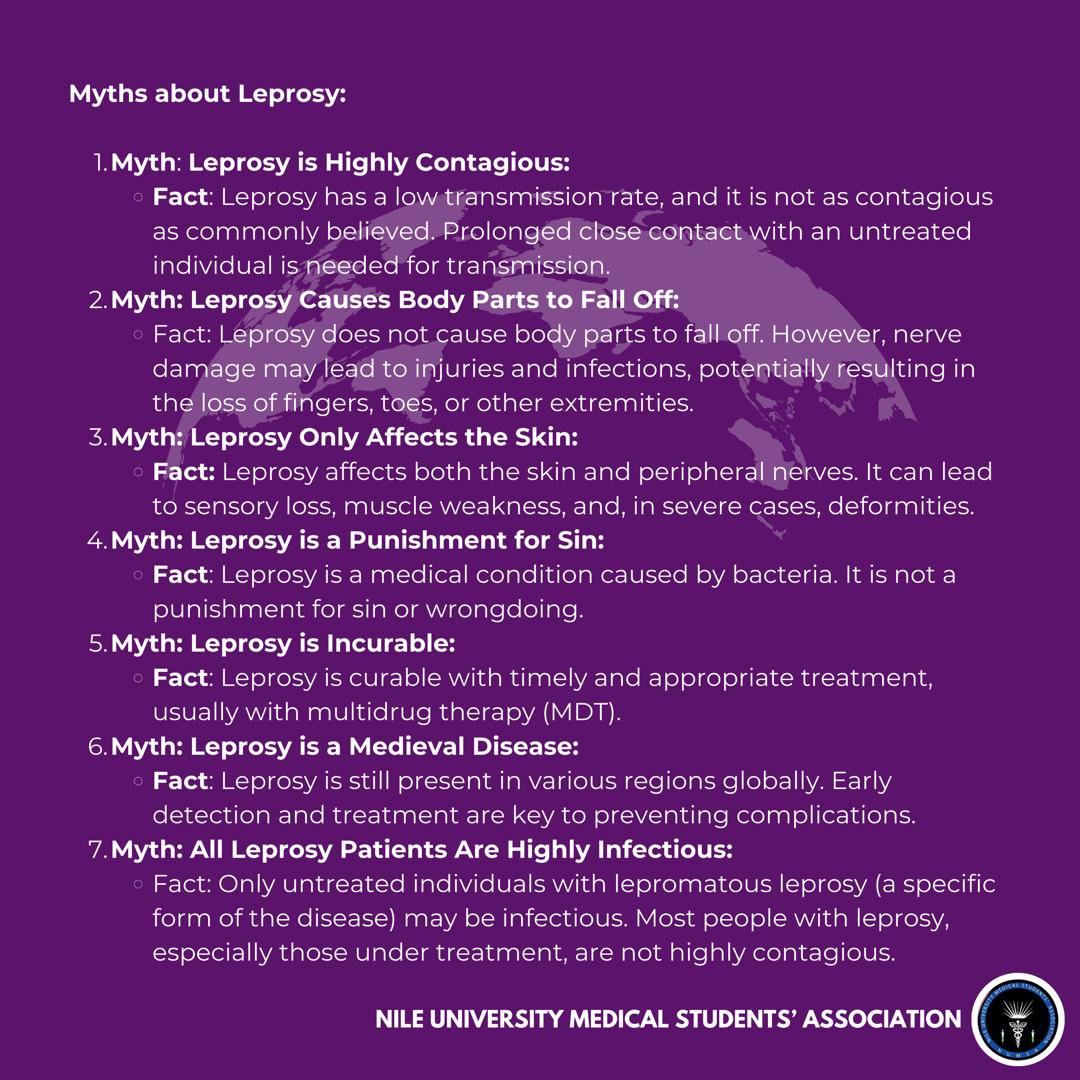 Myths about Leprosy:
1. Myth: Leprosy is Highly Contagious:
○ Fact: Leprosy has a low transmission rate, and it is not as contagious
as commonly believed. Prolonged close contact with an untreated
individual is needed for transmission.
2. Myth: Leprosy Causes Body Parts to Fall Off:
○ Fact: Leprosy does not cause body parts to fall off. However, nerve
damage may lead to injuries and infections, potentially resulting in
the loss of fingers, toes, or other extremities.
3. Myth: Leprosy Only Affects the Skin:
○ Fact: Leprosy affects both the skin and peripheral nerves. It can lead
to sensory loss, muscle weakness, and, in severe cases, deformities.
4. Myth: Leprosy is a Punishment for Sin:
○ Fact: Leprosy is a medical condition caused by bacteria. It is not a
punishment for sin or wrongdoing.
5. Myth: Leprosy is Incurable:
○ Fact: Leprosy is curable with timely and appropriate treatment,
usually with multidrug therapy (MDT).
6. Myth: Leprosy is a Medieval Disease:
○ Fact: Leprosy is still present in various regions globally. Early
detection and treatment are key to preventing complications.
7. Myth: All Leprosy Patients Are Highly Infectious:
○ Fact: Only untreated individuals with lepromatous leprosy (a specific
form of the disease) may be infectious. Most people with leprosy,
especially those under treatment, are not highly contagious.
NILE UNIVERSITY MEDICAL STUDENTS' ASSOCIATION
NILE UNIVERSITY MEDICAL STUDENTS' ASSOCIATION
NUMSA